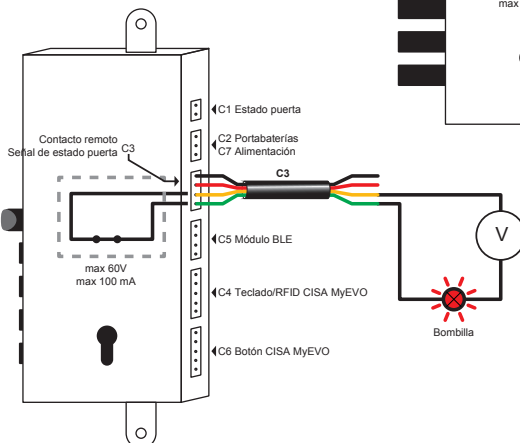 max
C1 Estado puerta
C2 Portabaterías
C7 Alimentación
Contacto remoto
Señal de estado puerta C3
C3
max 60V
max 100 mA
C5 Módulo BLE
V
C4 Teclado/RFID CISA MyEVO
Bombilla
C6 Botón CISA MyEVO